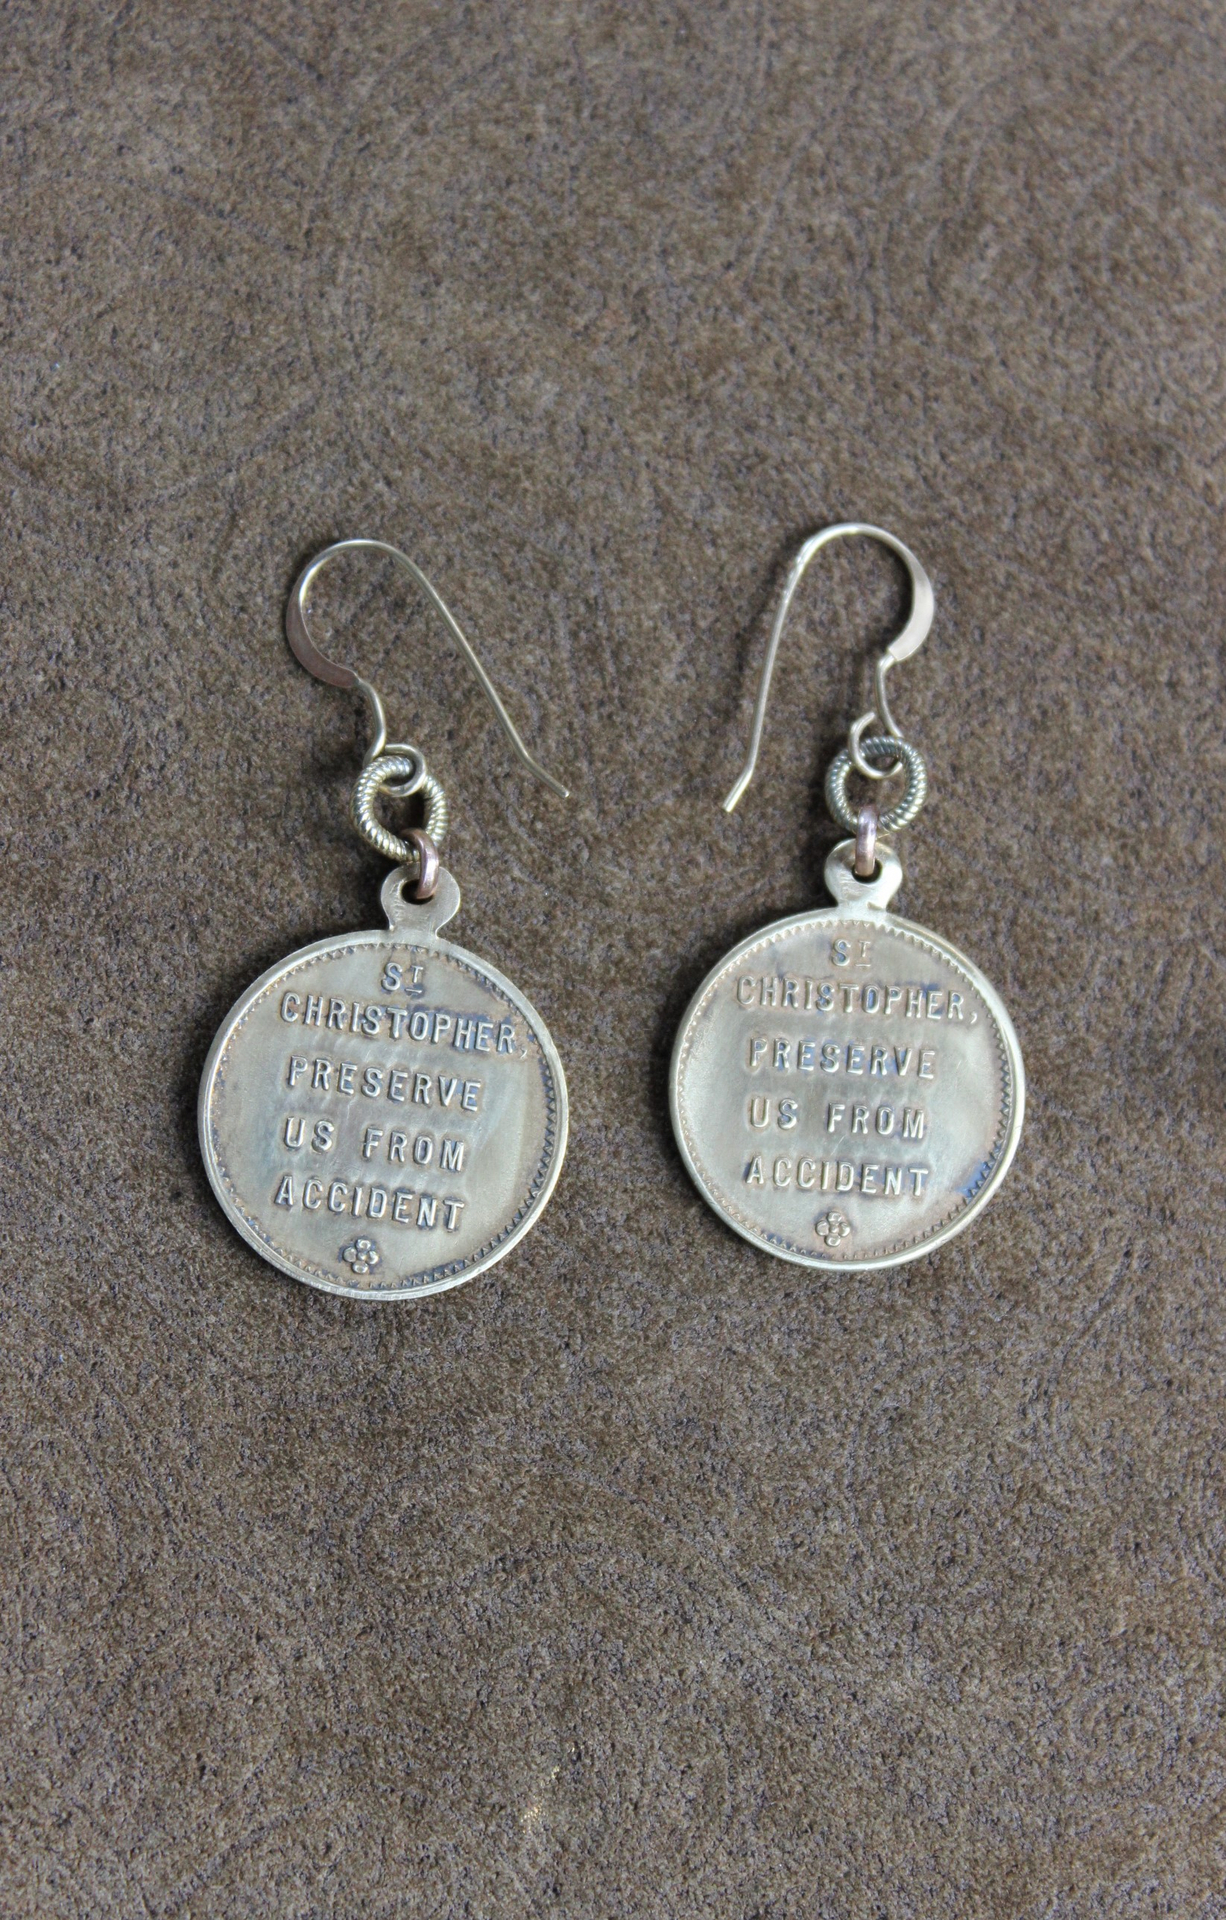 ST
CHRISTOPHER,
PRESERVE
US FROM
ACCIDENT
ST
CHRISTOPHER,
PRESERVE
US FROM
ACCIDENT